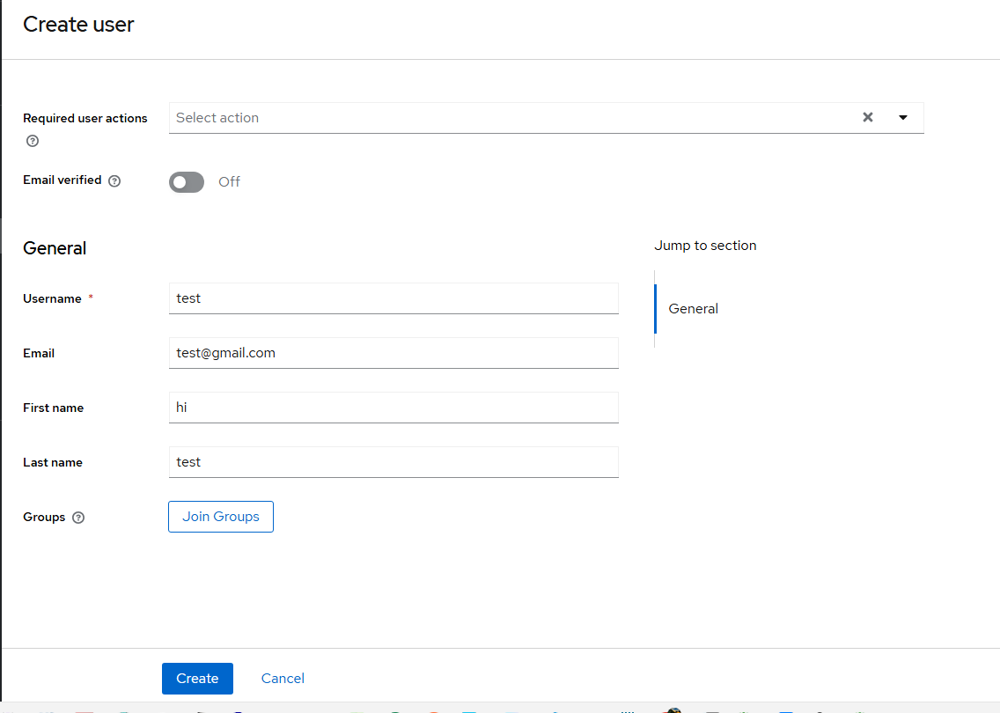 Create user
Required user actions
Select action
Email verified
Off
General
Jump to section
General
Username *
test
Email
test@gmail.com
First name
hi
Last name
test
Groups
Join Groups
Create
Cancel